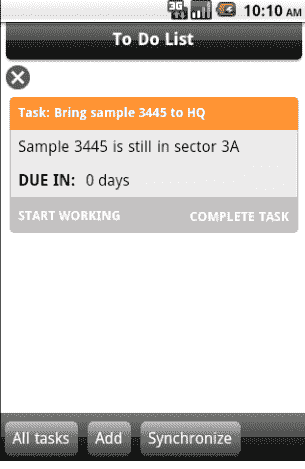 3G 10:10 AM
To Do List
Task: Bring sample 3445 to HQ
Sample 3445 is still in sector 3A
DUE IN: 0 days
START WORKING COMPLETE TASK
All tasks Add Synchronize